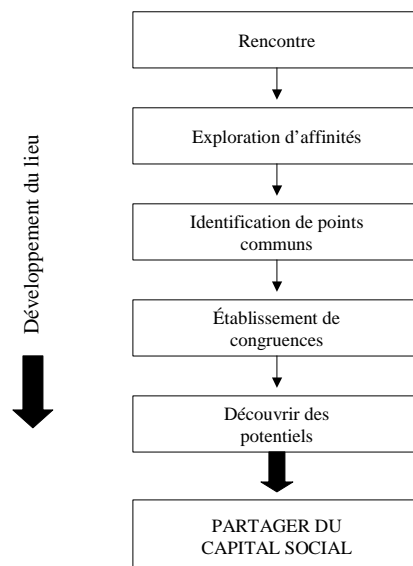 Rencontre
Exploration d'affinités
Identification de points
communs
Établissement de
congruences
Découvrir des
potentiels
PARTAGER DU
CAPITAL SOCIAL
Développement du lieu